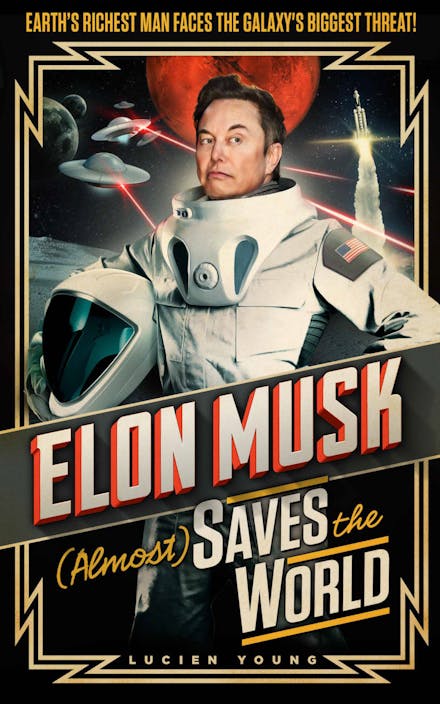 EARTH'S RICHEST MAN FACES THE GALAXY'S BIGGEST THREAT!
ELON MUSK
(Almost) SAVES the
WORLD
LUCIEN YOUNG